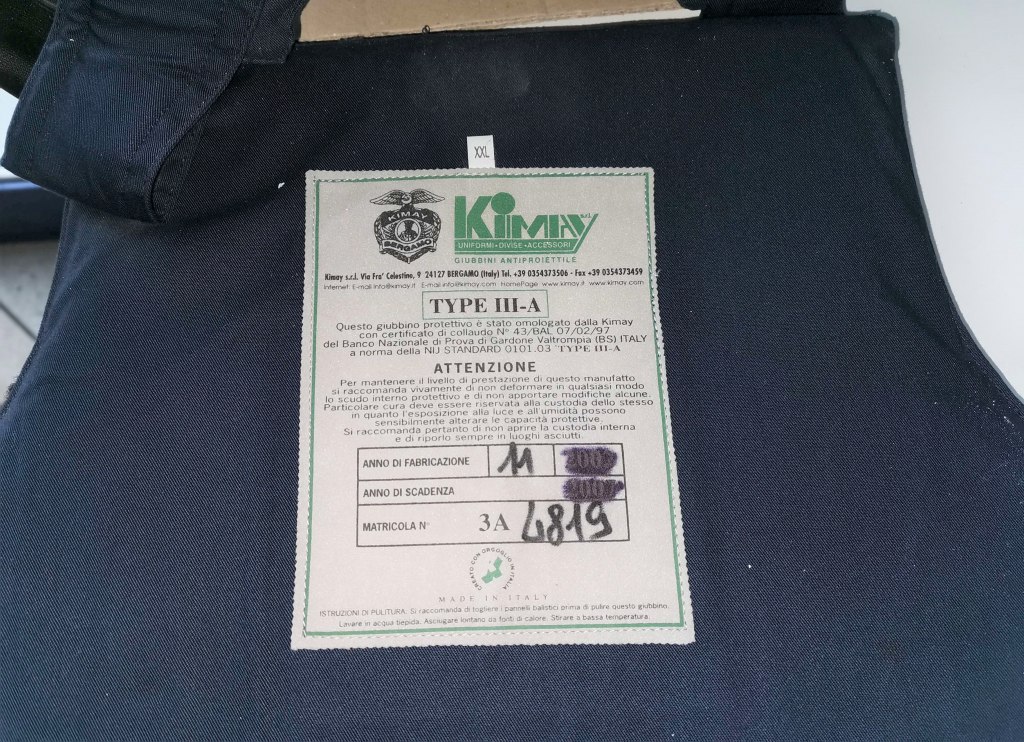 XXL
KIMAY
BERGAMO
Kimay srl
UNIFORMI • DIVISE • ACCESSORI
GIUBBINI ANTIPROIETTILE
Kimay s.r.l. Via Fra' Celestino, 9 24127 BERGAMO (Italy) Tel. +39 0354373506 - Fax +39 0354373459
Internet: E-mail info@kimay.it E-mail info@kimay.com HomePage www.kimay.it www.kimay.com
TYPE III-A
Questo giubbino protettivo è stato omologato dalla Kimay
con certificato di collaudo N° 43/BAL 07/02/97
del Banco Nazionale di Prova di Gardone Valtrompia (BS) ITALY
a norma della NIJ STANDARD 0101.03 TYPE III-A
ATTENZIONE
Per mantenere il livello di prestazione di questo manufatto
si raccomanda vivamente di non deformare in qualsiasi modo
lo scudo interno protettivo e di non apportare modifiche alcune.
Particolare cura deve essere riservata alla custodia dello stesso
in quanto l'esposizione alla luce e all'umidità possono
sensibilmente alterare le capacità protettive.
Si raccomanda pertanto di non aprire la custodia interna
e di riporlo sempre in luoghi asciutti.
ANNO DI FABRICAZIONE 11
ANNO DI SCADENZA
MATRICOLA N° 3A 4819
CREATO CON ORGOGLIO IN ITALIA
MADE IN ITALY
ISTRUZIONI DI PULITURA: Si raccomanda di togliere i pannelli balistici prima di pulire questo giubbino.
Lavare in acqua tiepida. Asciugare lontano da fonti di calore. Stirare a bassa temperatura.